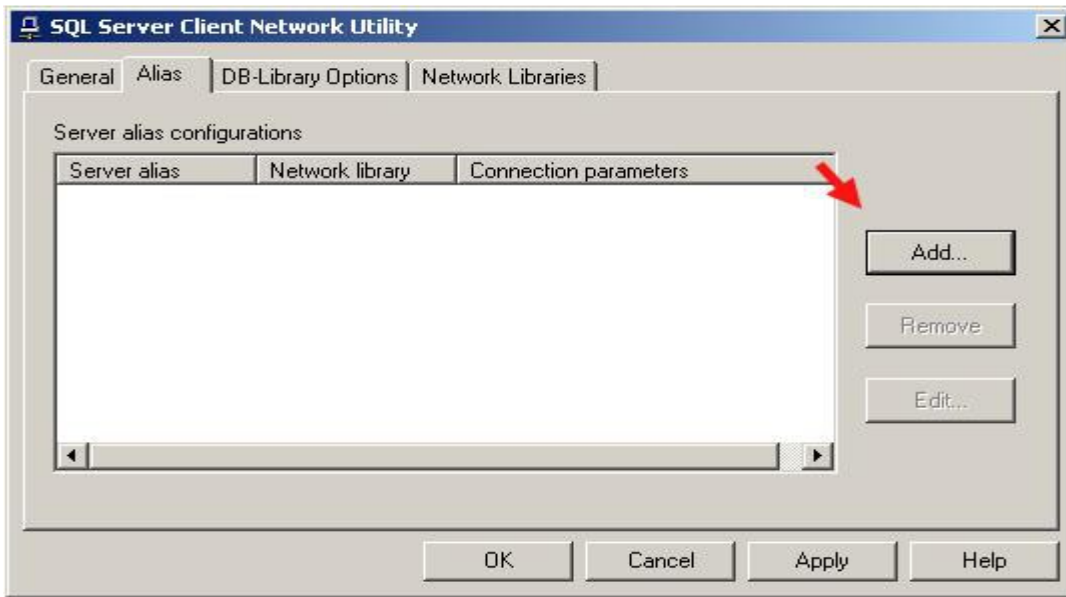 SQL Server Client Network Utility
General Alias DB-Library Options Network Libraries
Server alias configurations
Server alias Network library Connection parameters
Add...
Remove
Edit...
OK Cancel Apply Help